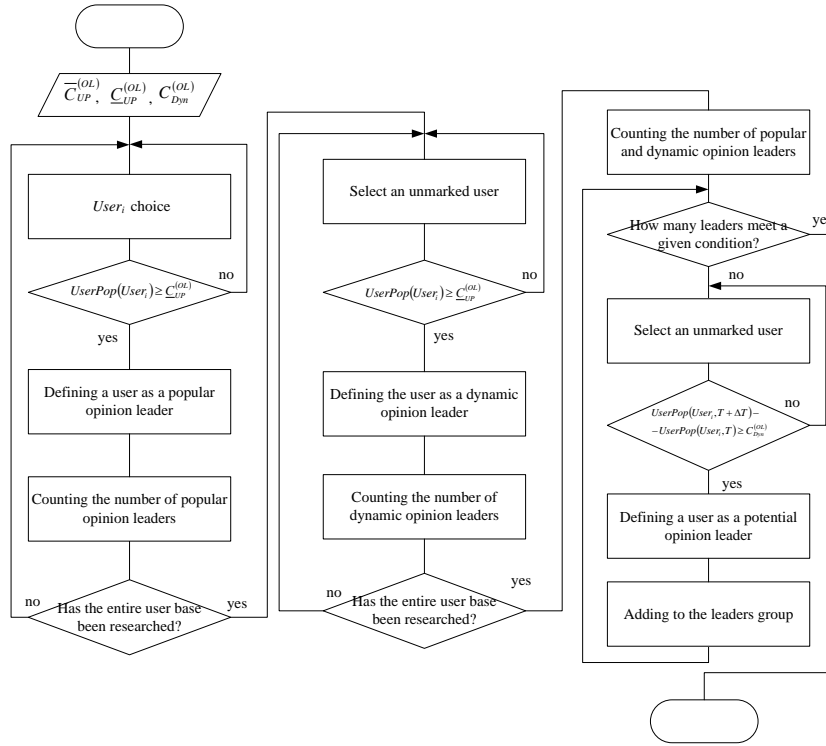 C̅_UP^(OL), C̲_UP^(OL), C_Dyn^(OL)
User_i choice
UserPop(User_i) ≥ C̲_UP^(OL)
no
yes
Defining a user as a popular
opinion leader
Counting the number of popular
opinion leaders
no
Has the entire user base
been researched?
yes
Select an unmarked user
UserPop(User_i) ≥ C̲_UP^(OL)
no
yes
Defining the user as a dynamic
opinion leader
Counting the number of
dynamic opinion leaders
no
Has the entire user base
been researched?
yes
Counting the number of popular
and dynamic opinion leaders
How many leaders meet a
given condition?
no
Select an unmarked user
UserPop(User_i, T + ΔT) −
−UserPop(User_i, T) ≥ C_Dyn^(OL)
no
yes
Defining a user as a potential
opinion leader
Adding to the leaders group